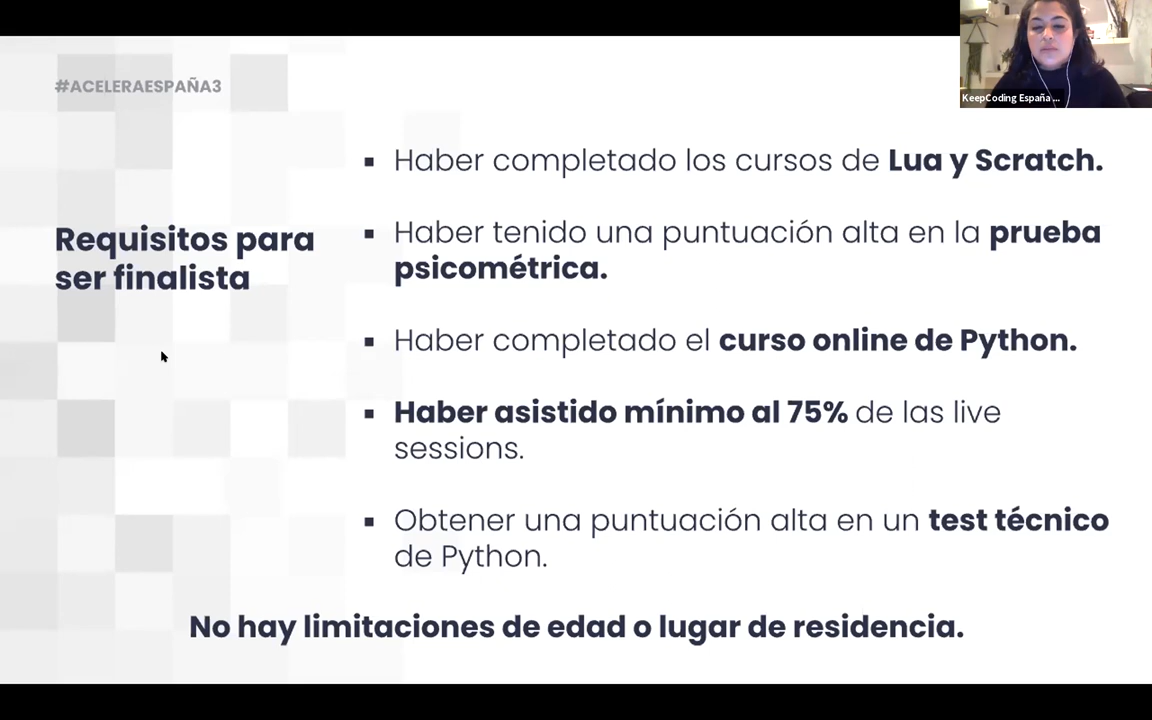 #ACELERAESPAÑA3
KeepCoding España ...
Requisitos para
ser finalista
▪ Haber completado los cursos de Lua y Scratch.
▪ Haber tenido una puntuación alta en la prueba
psicométrica.
▪ Haber completado el curso online de Python.
▪ Haber asistido mínimo al 75% de las live
sessions.
▪ Obtener una puntuación alta en un test técnico
de Python.
No hay limitaciones de edad o lugar de residencia.